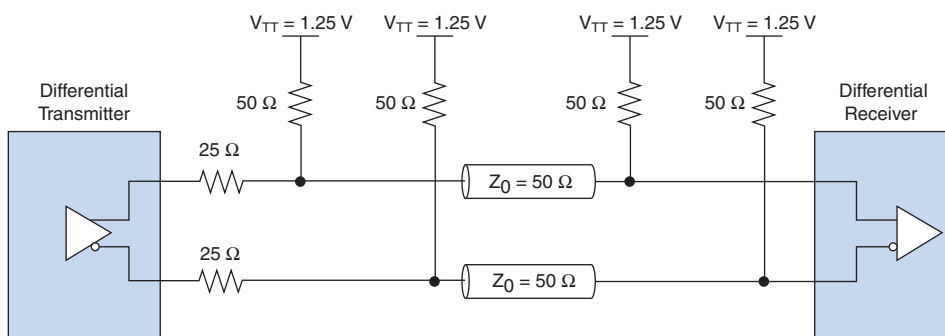 V_TT = 1.25 V V_TT = 1.25 V V_TT = 1.25 V V_TT = 1.25 V
Differential
Transmitter
Differential
Receiver
50 Ω 50 Ω 50 Ω 50 Ω
25 Ω
Z_0 = 50 Ω
25 Ω
Z_0 = 50 Ω